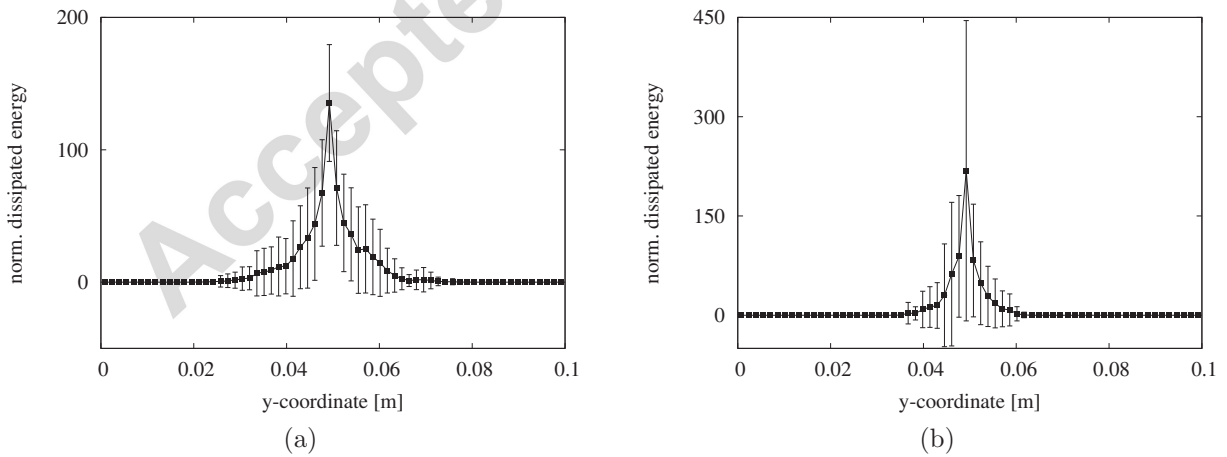 Accepte
200
100
0
norm. dissipated energy
0 0.02 0.04 0.06 0.08 0.1
y-coordinate [m]
(a)
450
300
150
0
norm. dissipated energy
0 0.02 0.04 0.06 0.08 0.1
y-coordinate [m]
(b)